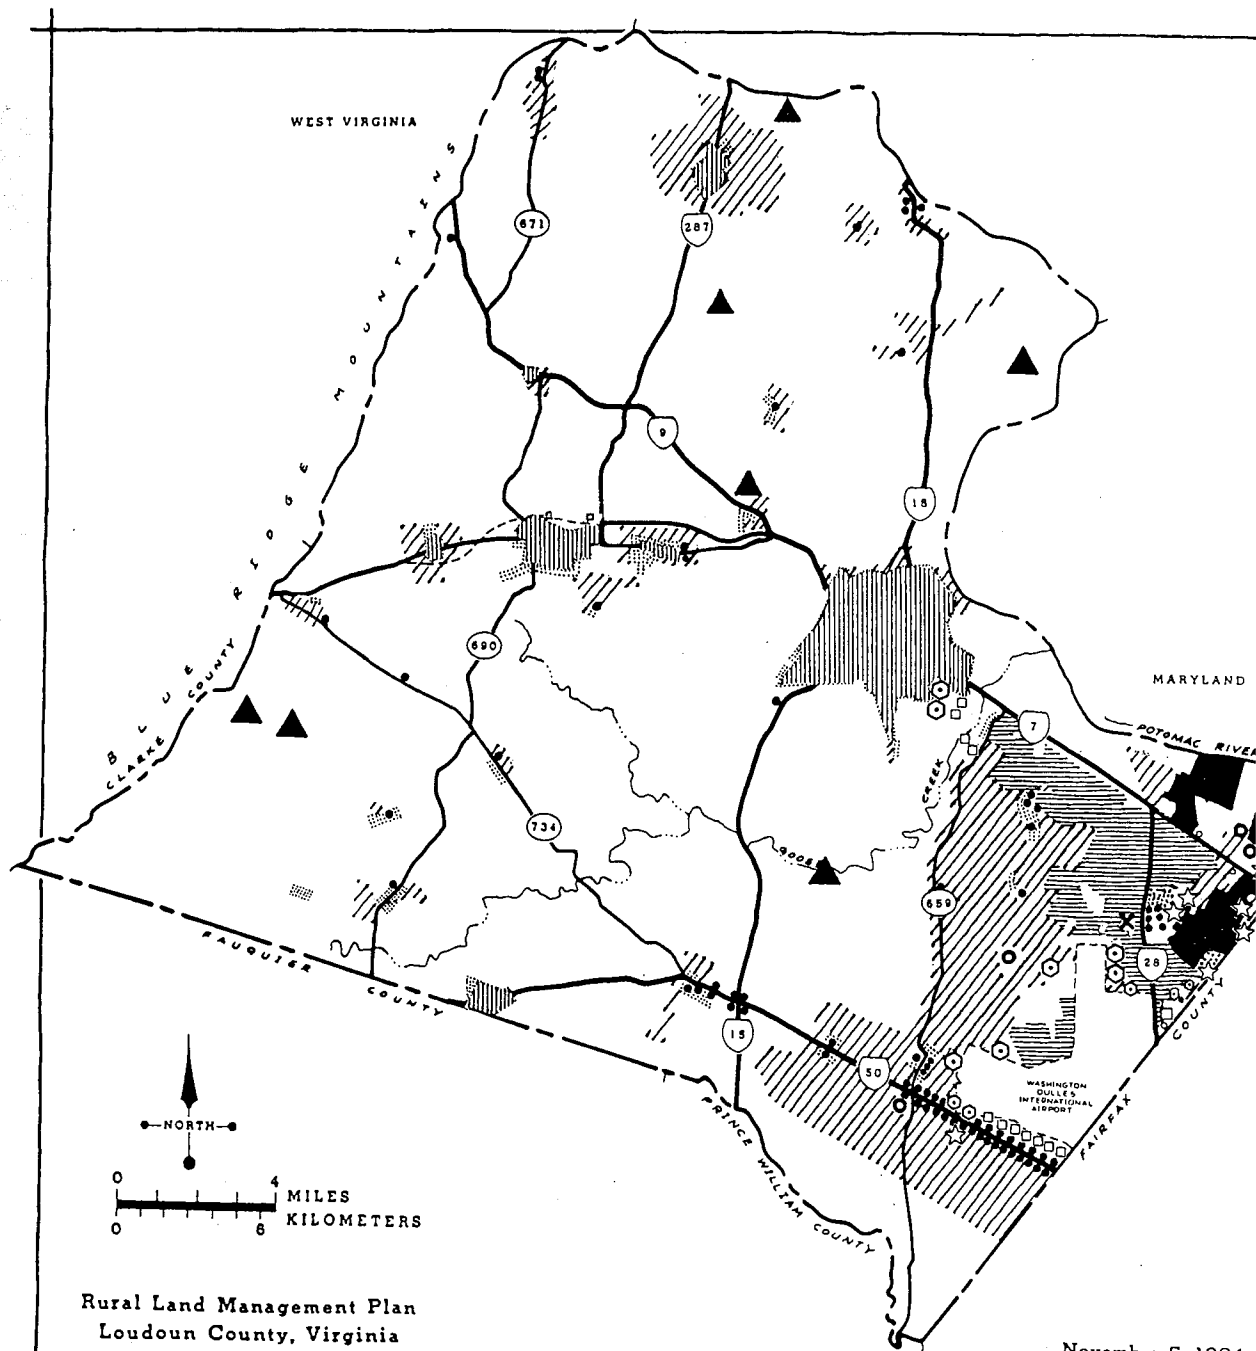 WEST VIRGINIA
BLUE RIDGE MOUNTAINS
671
287
9
15
690
MARYLAND
7
POTOMAC RIVER
CLARKE COUNTY
CREEK
734
GOOSE
659
28
FAUQUIER COUNTY
15
50
WASHINGTON
DULLES
INTERNATIONAL
AIRPORT
FAIRFAX COUNTY
PRINCE WILLIAM COUNTY
NORTH
0 4
MILES
KILOMETERS
0 6
Rural Land Management Plan
Loudoun County, Virginia